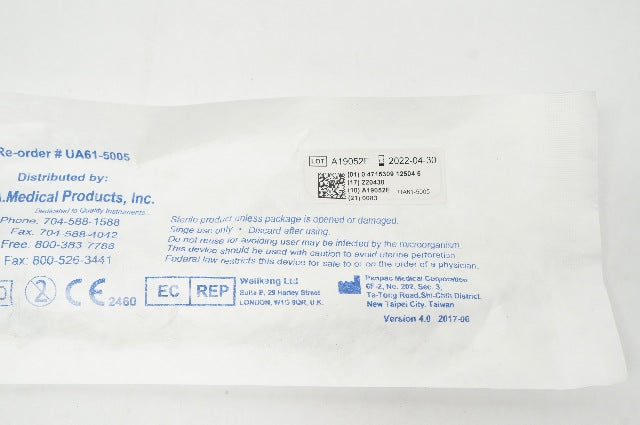 Re-order # UA61-5005
Distributed by:
A.Medical Products, Inc.
Dedicated to Quality Instruments
Phone: 704-588-1588
Fax: 704-588-4042
Free: 800-383-7788
Fax: 800-526-3441
LOT A19052F 2022-04-30
(01) 0 4715309 12504 6
(17) 220430
(10) A19052F UA61-5005
(21) 0083
Sterile product unless package is opened or damaged.
Single use only * Discard after using.
Do not reuse for avoiding user may be infected by the microorganism.
This device should be used with caution to avoid uterine perforation.
Federal law restricts this device for sale to or on the order of a physician.
2 CE 2460
EC REP
Wellkang Ltd
Suite B, 29 Harley Street
LONDON, W1G 9QR, U.K.
Panpac Medical Corporation
6F-2, No. 202, Sec. 3,
Ta-Tong Road, Shi-Chih District,
New Taipei City, Taiwan
Version 4.0 2017-06